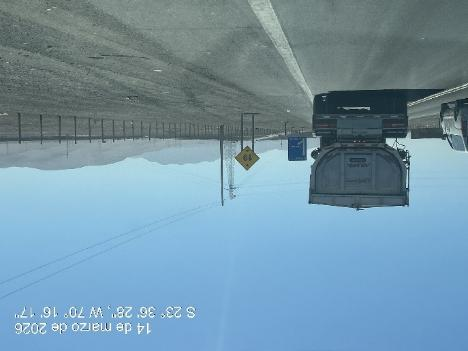 14 de marzo de 2026
S 23° 36' 28", W 70° 16' 17"